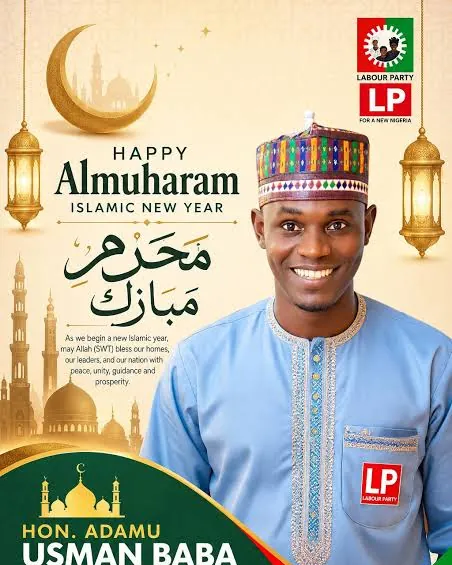 LABOUR PARTY
LP
FOR A NEW NIGERIA
HAPPY
Almuharam
ISLAMIC NEW YEAR
مَحَرَّم
مُبَارَك
As we begin a new Islamic year,
may Allah (SWT) bless our homes,
our leaders, and our nation with
peace, unity, guidance and
prosperity.
LP
LABOUR PARTY
HON. ADAMU
USMAN BABA